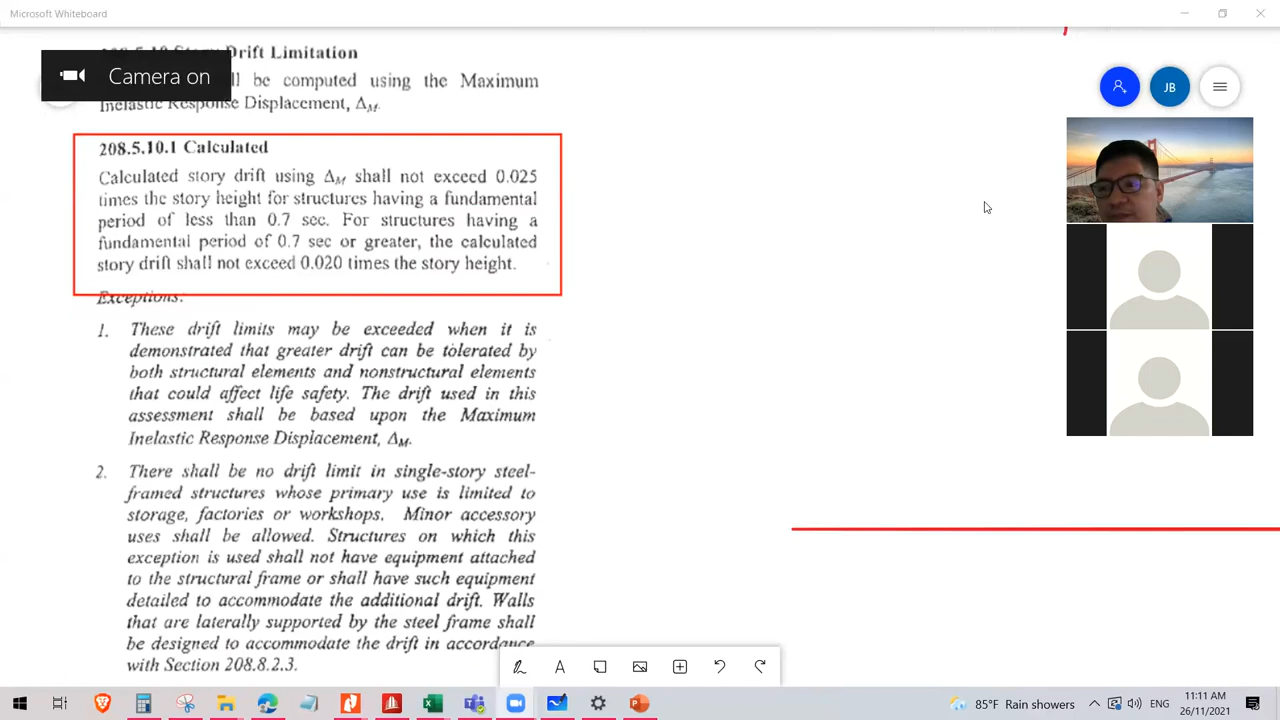 Microsoft Whiteboard
Drift Limitation
Camera on
be computed using the Maximum
Inelastic Response Displacement, ΔM.
JB
208.5.10.1 Calculated
Calculated story drift using ΔM shall not exceed 0.025
times the story height for structures having a fundamental
period of less than 0.7 sec. For structures having a
fundamental period of 0.7 sec or greater, the calculated
story drift shall not exceed 0.020 times the story height.
Exceptions:
1. These drift limits may be exceeded when it is
demonstrated that greater drift can be tolerated by
both structural elements and nonstructural elements
that could affect life safety. The drift used in this
assessment shall be based upon the Maximum
Inelastic Response Displacement, ΔM.
2. There shall be no drift limit in single-story steel-
framed structures whose primary use is limited to
storage, factories or workshops. Minor accessory
uses shall be allowed. Structures on which this
exception is used shall not have equipment attached
to the structural frame or shall have such equipment
detailed to accommodate the additional drift. Walls
that are laterally supported by the steel frame shall
be designed to accommodate the drift in accordance
with Section 208.8.2.3.
85°F Rain showers
ENG
11:11 AM
26/11/2021